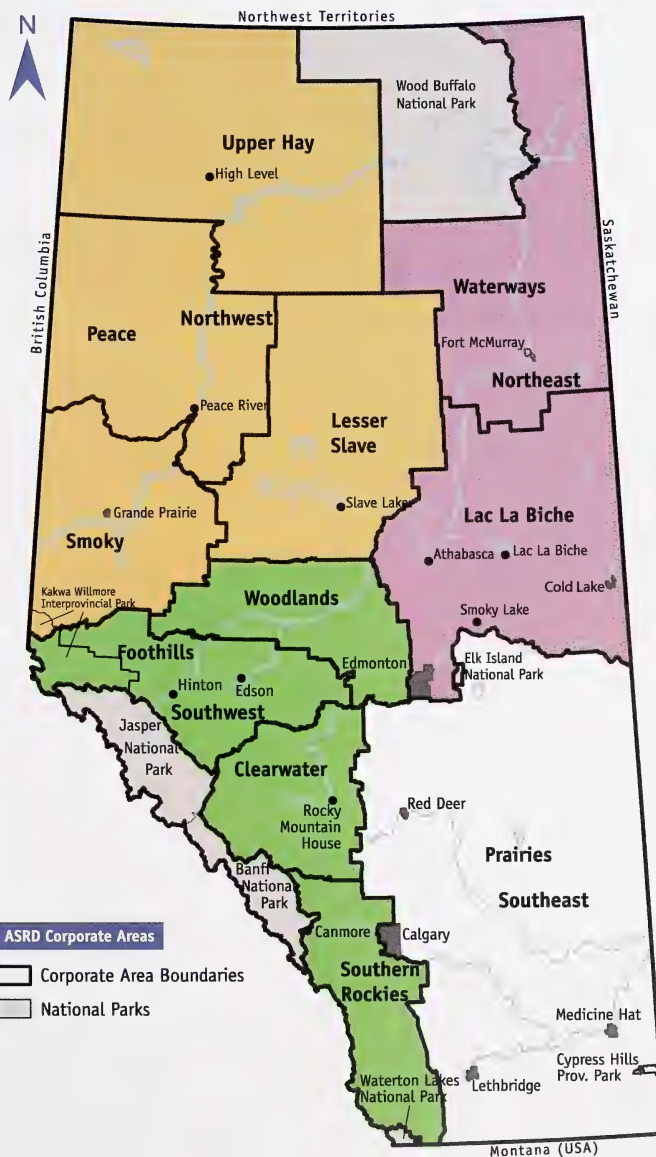 Northwest Territories
N
Wood Buffalo
National Park
Upper Hay
High Level
British Columbia
Saskatchewan
Waterways
Peace
Northwest
Fort McMurray
Northeast
Peace River
Lesser
Slave
Slave Lake
Grande Prairie
Lac La Biche
Smoky
Athabasca
Lac La Biche
Cold Lake
Kakwa Willmore
Interprovincial Park
Woodlands
Smoky Lake
Foothills
Edmonton
Elk Island
National Park
Hinton
Edson
Southwest
Jasper
National
Park
Clearwater
Rocky
Mountain
House
Red Deer
Prairies
Southeast
Banff
National
Park
Canmore
Calgary
ASRD Corporate Areas
Corporate Area Boundaries
National Parks
Southern
Rockies
Medicine Hat
Cypress Hills
Prov. Park
Waterton Lakes
National Park
Lethbridge
Montana (USA)